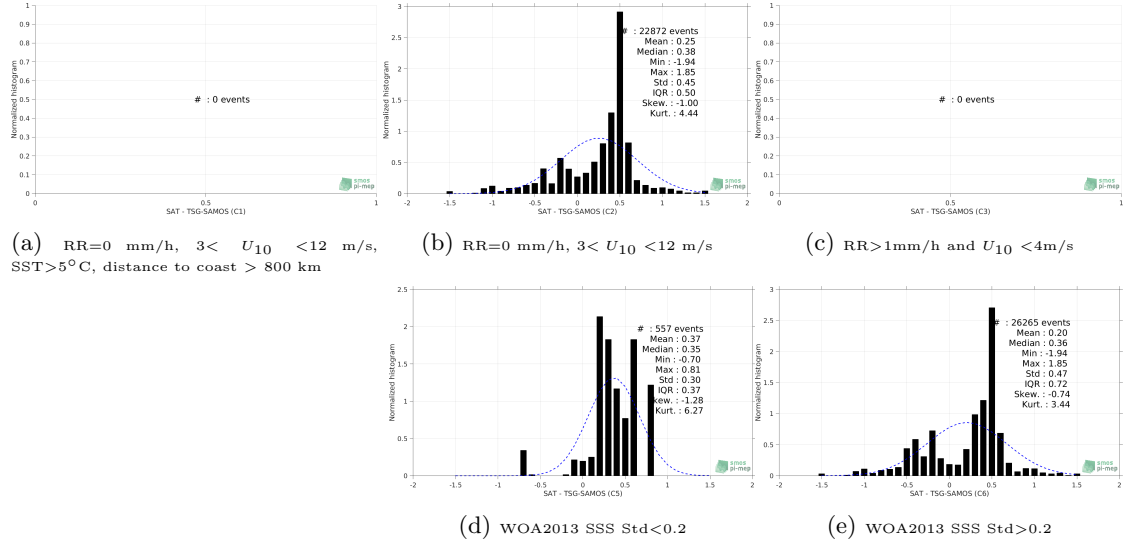 1
0.9
0.8
0.7
0.6
0.5
0.4
0.3
0.2
0.1
0
Normalized histogram
# : 0 events
smos
pi-mep
0 0.5 1
SAT - TSG-SAMOS (C1)
(a) RR=0 mm/h, 3< U10 <12 m/s,
SST>5°C, distance to coast > 800 km
3
2.5
2
1.5
1
0.5
0
Normalized histogram
# : 22872 events
Mean : 0.25
Median : 0.38
Min : -1.94
Max : 1.85
Std : 0.45
IQR : 0.50
Skew. : -1.00
Kurt. : 4.44
smos
pi-mep
-2 -1.5 -1 -0.5 0 0.5 1 1.5 2
SAT - TSG-SAMOS (C2)
(b) RR=0 mm/h, 3< U10 <12 m/s
1
0.9
0.8
0.7
0.6
0.5
0.4
0.3
0.2
0.1
0
Normalized histogram
# : 0 events
smos
pi-mep
0 0.5 1
SAT - TSG-SAMOS (C3)
(c) RR>1mm/h and U10 <4m/s
2.5
2
1.5
1
0.5
0
Normalized histogram
# : 557 events
Mean : 0.37
Median : 0.35
Min : -0.70
Max : 0.81
Std : 0.30
IQR : 0.37
Skew. : -1.28
Kurt. : 6.27
smos
pi-mep
-2 -1.5 -1 -0.5 0 0.5 1 1.5 2
SAT - TSG-SAMOS (C5)
(d) WOA2013 SSS Std<0.2
3
2.5
2
1.5
1
0.5
0
Normalized histogram
# : 26265 events
Mean : 0.20
Median : 0.36
Min : -1.94
Max : 1.85
Std : 0.47
IQR : 0.72
Skew. : -0.74
Kurt. : 3.44
smos
pi-mep
-2 -1.5 -1 -0.5 0 0.5 1 1.5 2
SAT - TSG-SAMOS (C6)
(e) WOA2013 SSS Std>0.2